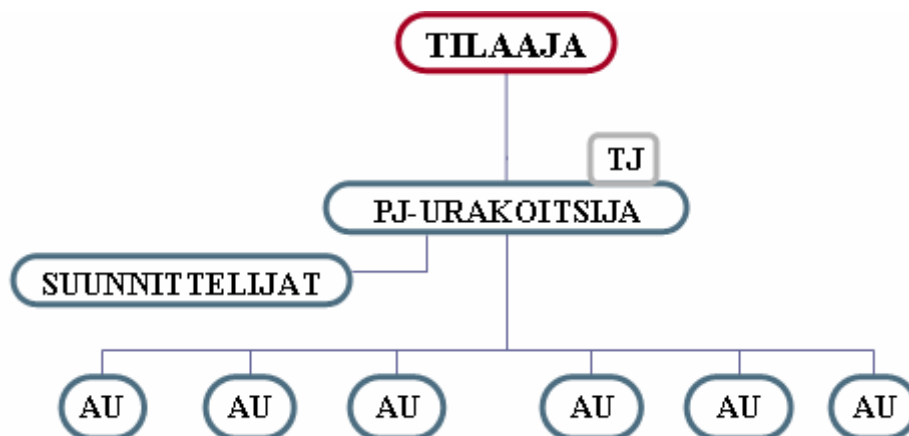 TILAAJA
TJ
PJ-URAKOITSIJA
SUUNNITTELIJAT
AU AU AU AU AU AU